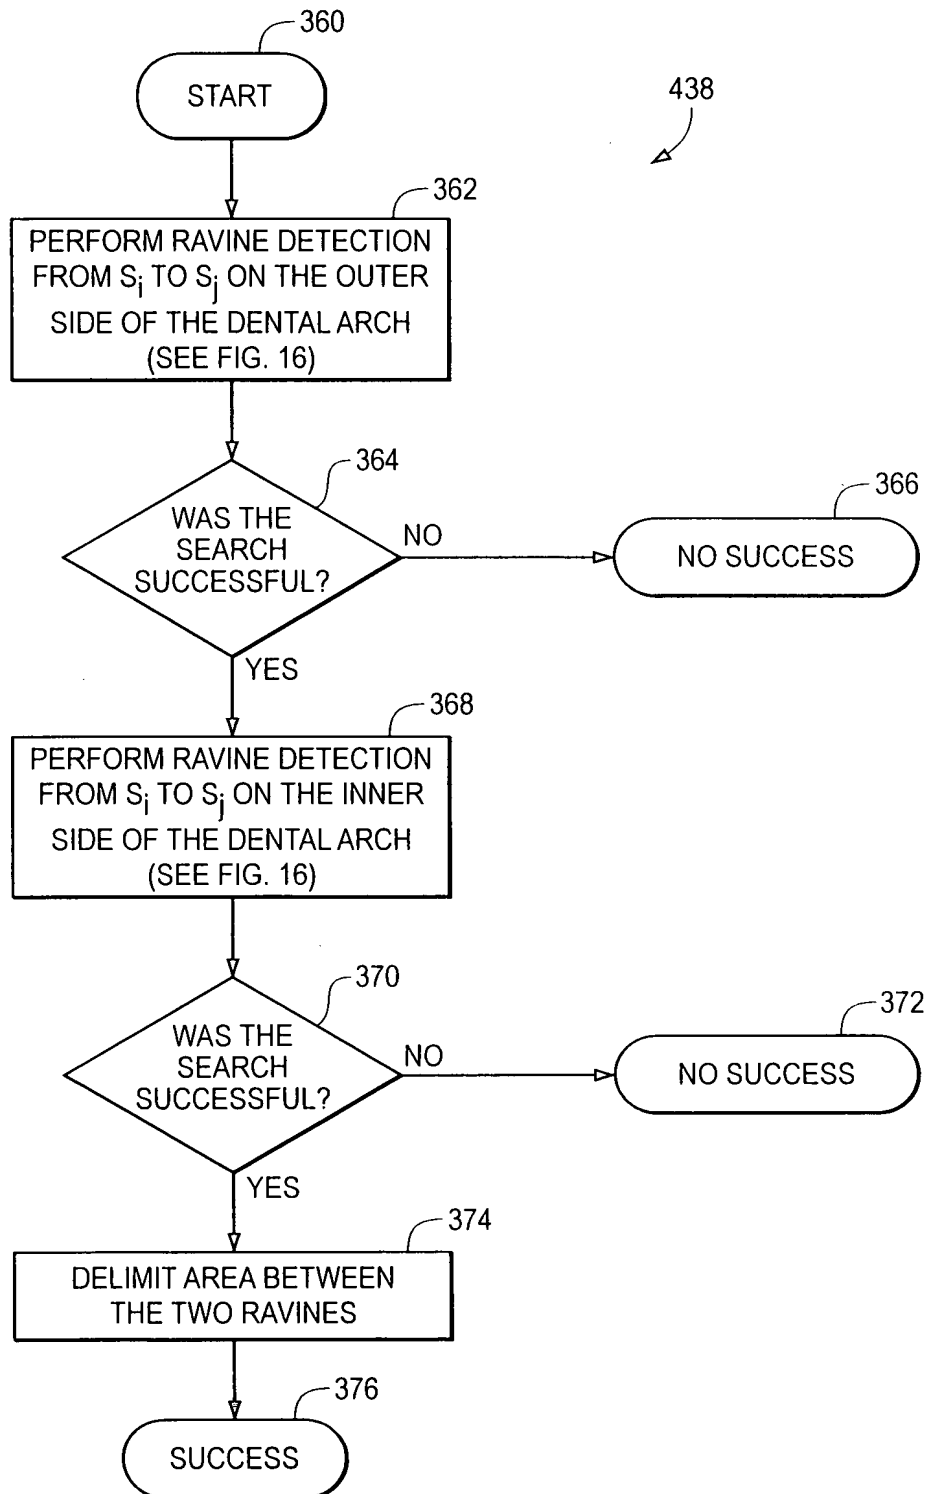 360
START
438
362
PERFORM RAVINE DETECTION
FROM Si TO Sj ON THE OUTER
SIDE OF THE DENTAL ARCH
(SEE FIG. 16)
364
WAS THE
SEARCH
SUCCESSFUL?
NO
366
NO SUCCESS
YES
368
PERFORM RAVINE DETECTION
FROM Si TO Sj ON THE INNER
SIDE OF THE DENTAL ARCH
(SEE FIG. 16)
370
WAS THE
SEARCH
SUCCESSFUL?
NO
372
NO SUCCESS
YES
374
DELIMIT AREA BETWEEN
THE TWO RAVINES
376
SUCCESS